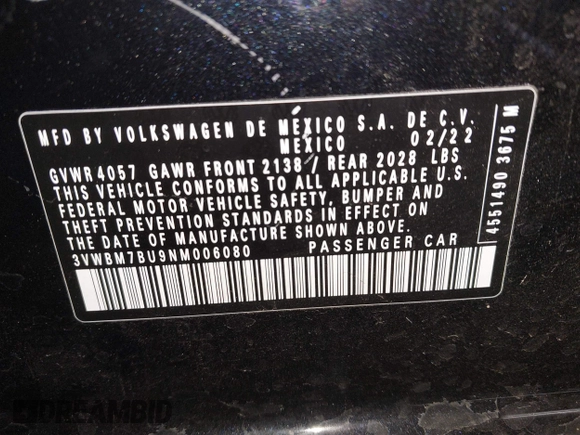 MFD BY VOLKSWAGEN DE MÉXICO S.A. DE C.V.
MÉXICO 02/22
GVWR 4057 GAWR FRONT 2138 / REAR 2028 LBS
THIS VEHICLE CONFORMS TO ALL APPLICABLE U.S.
FEDERAL MOTOR VEHICLE SAFETY, BUMPER AND
THEFT PREVENTION STANDARDS IN EFFECT ON
THE DATE OF MANUFACTURE SHOWN ABOVE.
3VWBM7BU9NM006080 PASSENGER CAR
4551490 3675 M
DREAMBID